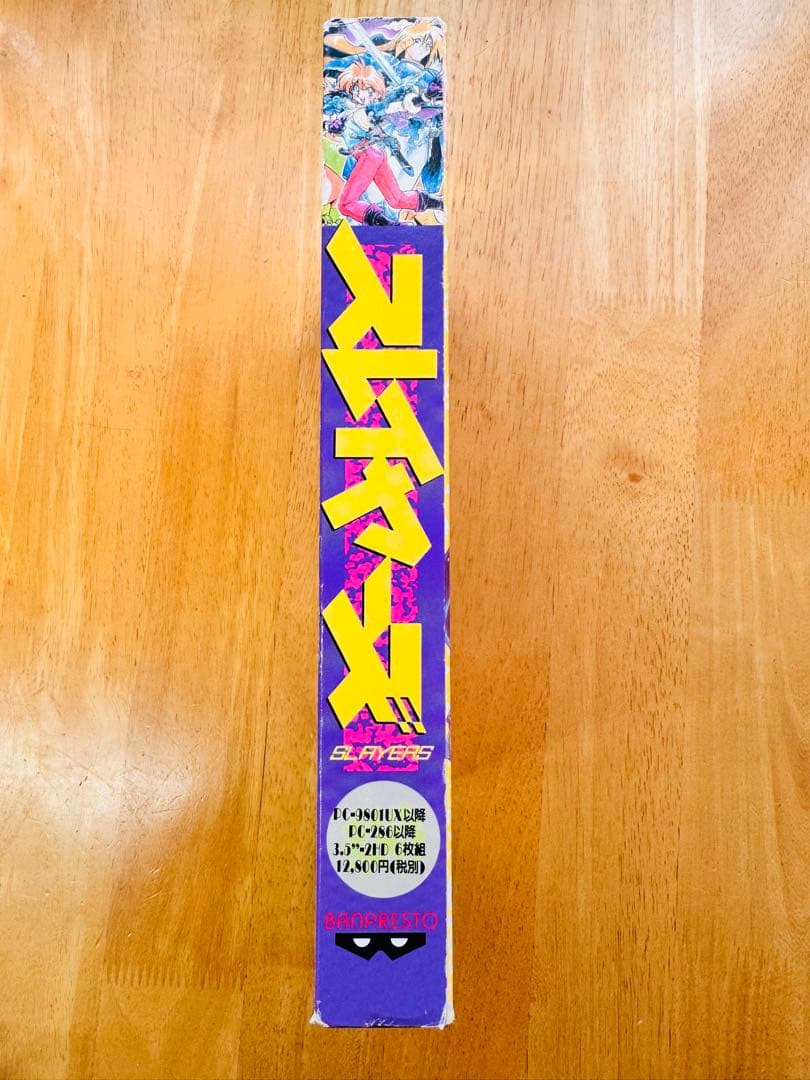 スレイヤーズ
SLAYERS
PC-9801UX以降
PC-286以降
3.5"-2HD 6枚組
12,800円(税別)
BANPRESTO